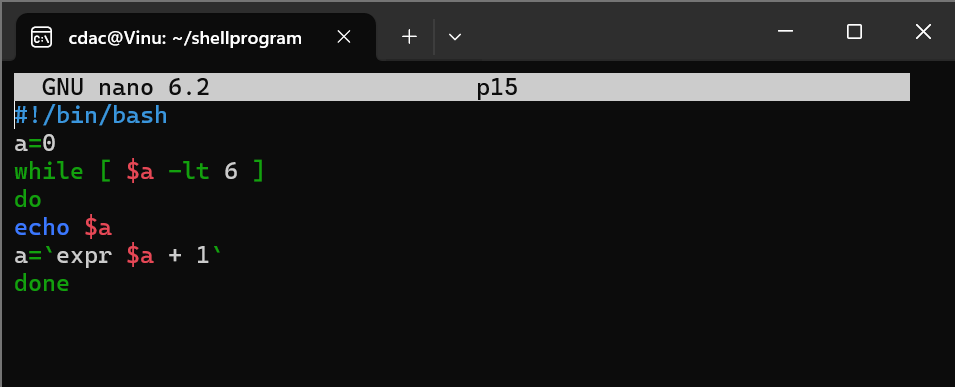 cdac@Vinu: ~/shellprogram
GNU nano 6.2 p15
#!/bin/bash
a=0
while [ $a -lt 6 ]
do
echo $a
a=`expr $a + 1`
done